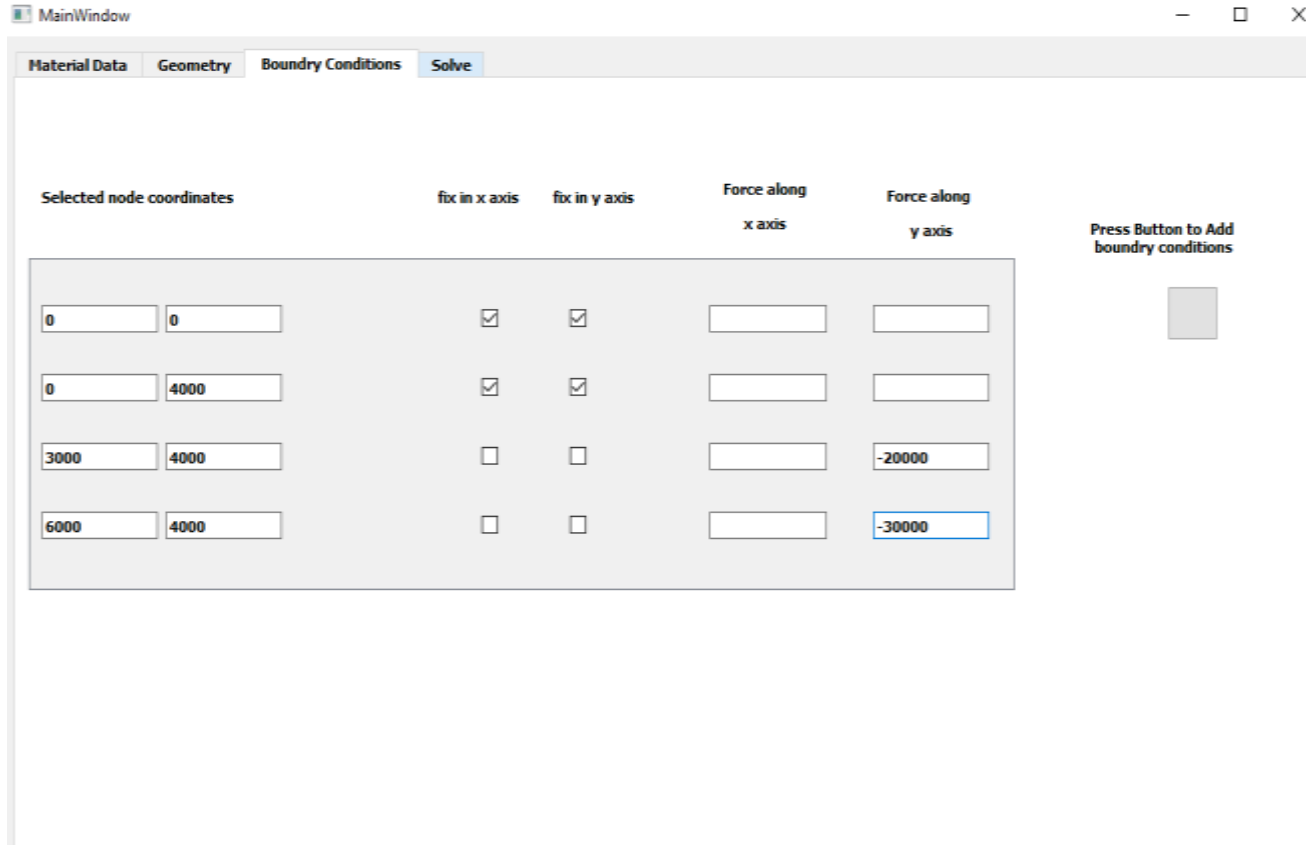 MainWindow
Material Data Geometry Boundry Conditions Solve
Selected node coordinates fix in x axis fix in y axis Force along x axis Force along y axis
Press Button to Add
boundry conditions
0 0
0 4000
3000 4000 -20000
6000 4000 -30000